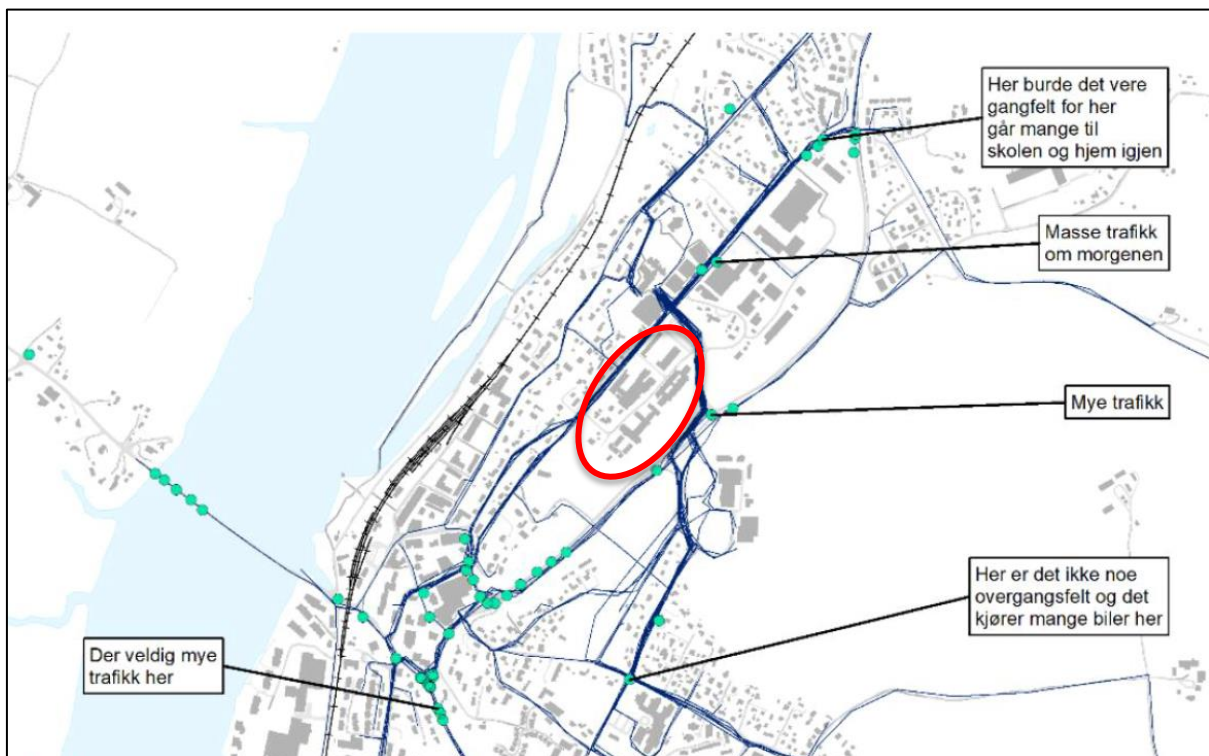 Her burde det vere
gangfelt for her
går mange til
skolen og hjem igjen
Masse trafikk
om morgenen
Mye trafikk
Her er det ikke noe
overgangsfelt og det
kjører mange biler her
Der veldig mye
trafikk her